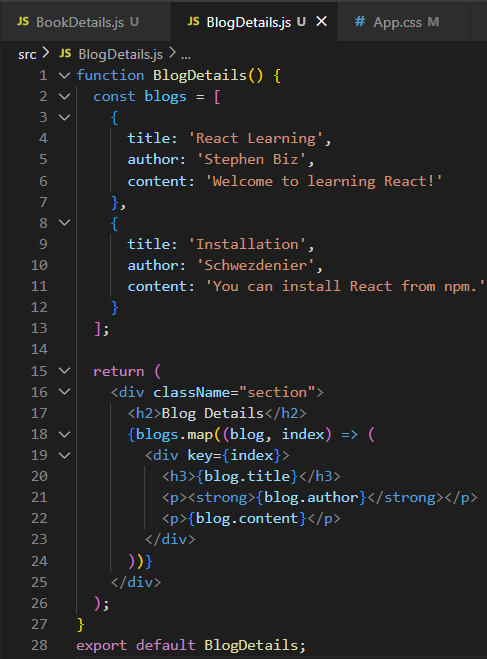 JS BookDetails.js U JS BlogDetails.js U × # App.css M
src > JS BlogDetails.js > ...
1 function BlogDetails() {
2 const blogs = [
3 {
4 title: 'React Learning',
5 author: 'Stephen Biz',
6 content: 'Welcome to learning React!'
7 },
8 {
9 title: 'Installation',
10 author: 'Schwezdenier',
11 content: 'You can install React from npm.'
12 }
13 ];
14
15 return (
16 <div className="section">
17 <h2>Blog Details</h2>
18 {blogs.map((blog, index) => (
19 <div key={index}>
20 <h3>{blog.title}</h3>
21 <p><strong>{blog.author}</strong></p>
22 <p>{blog.content}</p>
23 </div>
24 ))}
25 </div>
26 );
27 }
28 export default BlogDetails;